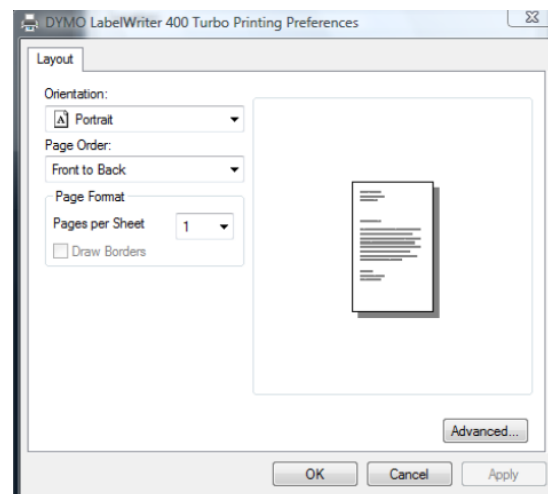 DYMO LabelWriter 400 Turbo Printing Preferences
Layout
Orientation:
A Portrait
Page Order:
Front to Back
Page Format
Pages per Sheet 1
Draw Borders
Advanced...
OK Cancel Apply